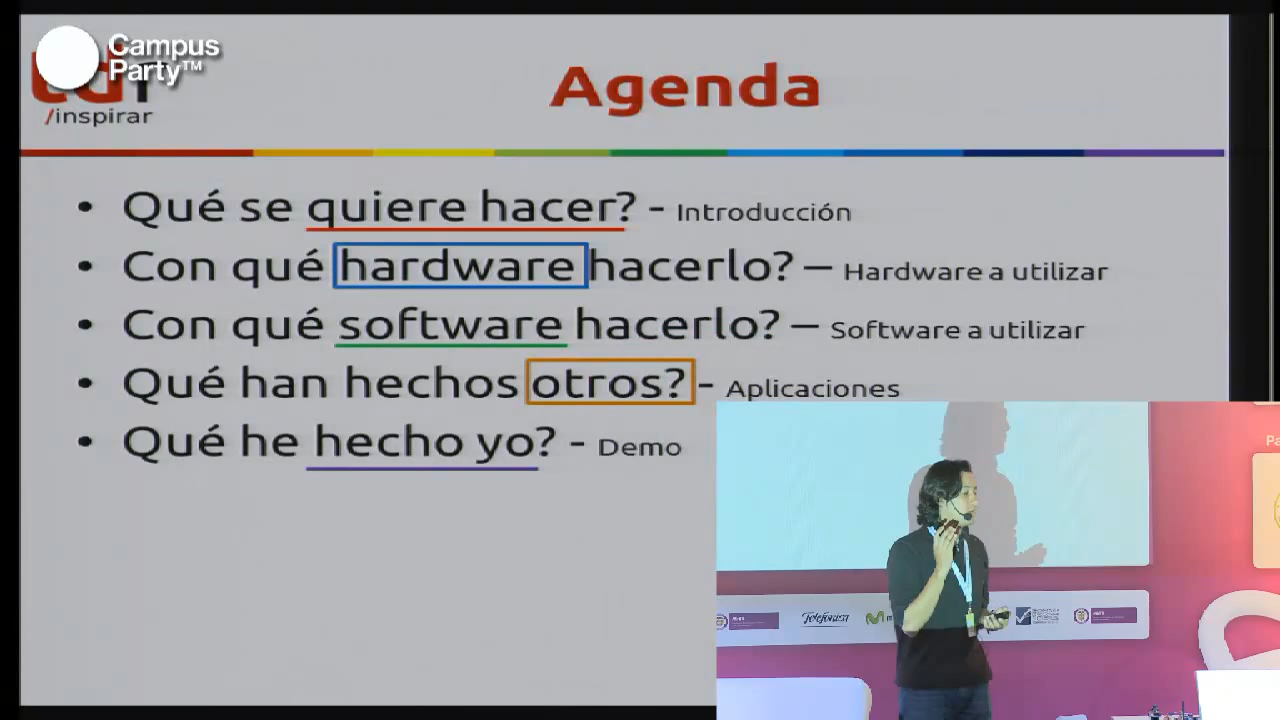 Campus
Party™
/inspirar
Agenda
• Qué se quiere hacer? - Introducción
• Con qué hardware hacerlo? – Hardware a utilizar
• Con qué software hacerlo? – Software a utilizar
• Qué han hechos otros? - Aplicaciones
• Qué he hecho yo? - Demo
Telefónica
Pa